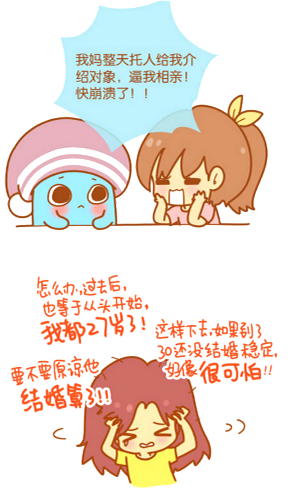 我妈整天托人给我介
绍对象，逼我相亲！
快崩溃了！！
怎么办，过去后，
也等于从头开始，
我都27岁了！
这样下去，如果到了
30还没结婚稳定，
好像很可怕！！
要不要原谅他
结婚算了！！